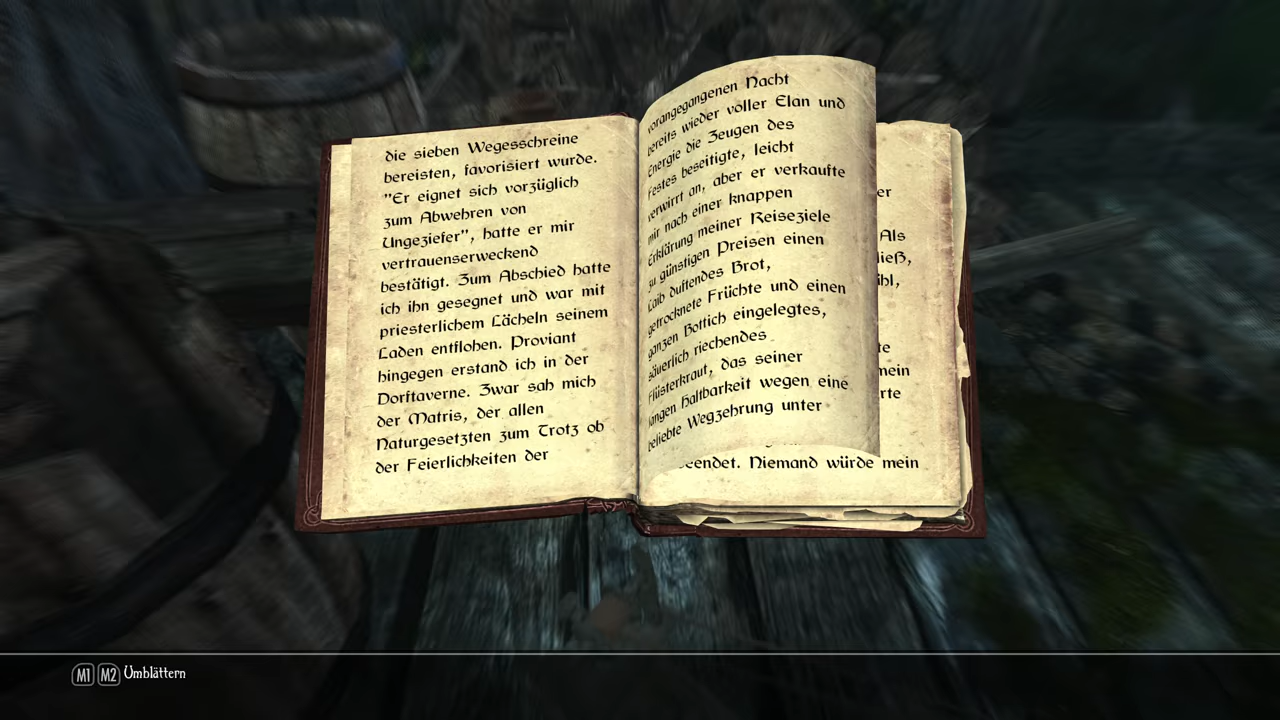 die sieben Wegesschreine
bereisten, favorisiert wurde.
"Er eignet sich vorzüglich
zum Abwehren von
Ungeziefer", hatte er mir
vertrauenserweckend
bestätigt. Zum Abschied hatte
ich ihn gesegnet und war mit
priesterlichem Lächeln seinem
Laden entflohen. Proviant
hingegen erstand ich in der
Dorftaverne. Zwar sah mich
der Matris, der allen
Naturgesetzten zum Trotz ob
der Feierlichkeiten der
vorangegangenen Nacht
bereits wieder voller Elan und
Energie die Zeugen des
Festes beseitigte, leicht
verwirrt an, aber er verkaufte
mir nach einer knappen
Erklärung meiner Reiseziele
zu günstigen Preisen einen
Laib duftendes Brot,
getrocknete Früchte und einen
ganzen Bottich eingelegtes,
säuerlich riechendes
Flüsterkraut, das seiner
langen Haltbarkeit wegen eine
beliebte Wegzehrung unter
Als
Niemand würde mein
M1 M2 Umblättern